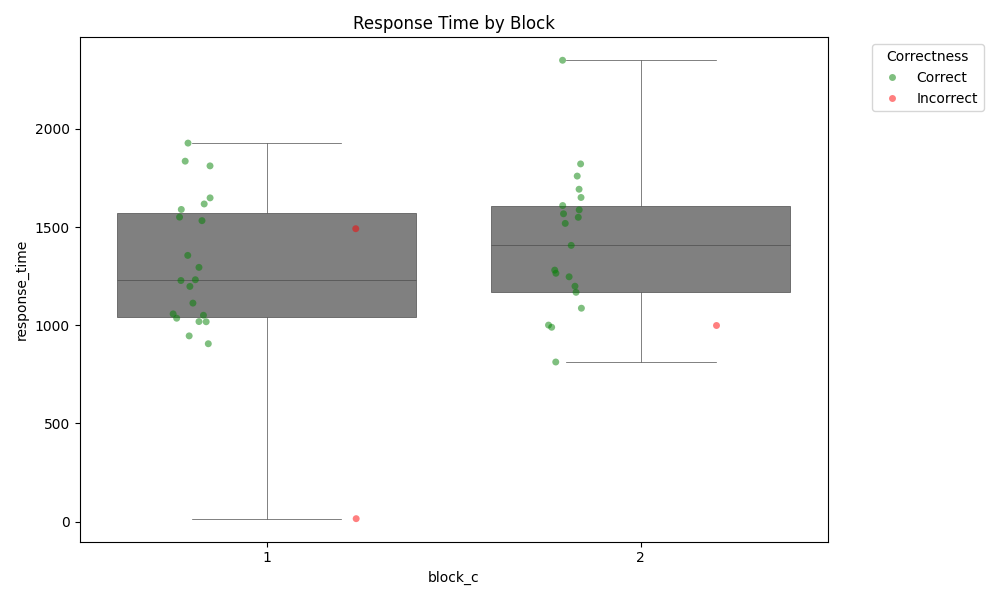 Response Time by Block
Correctness
Correct
Incorrect
response_time
2000
1500
1000
500
0
1
2
block_c